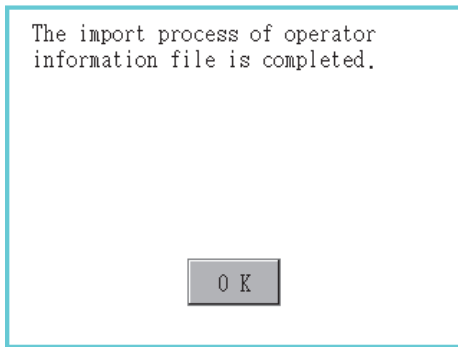 The import process of operator
information file is completed.
O K